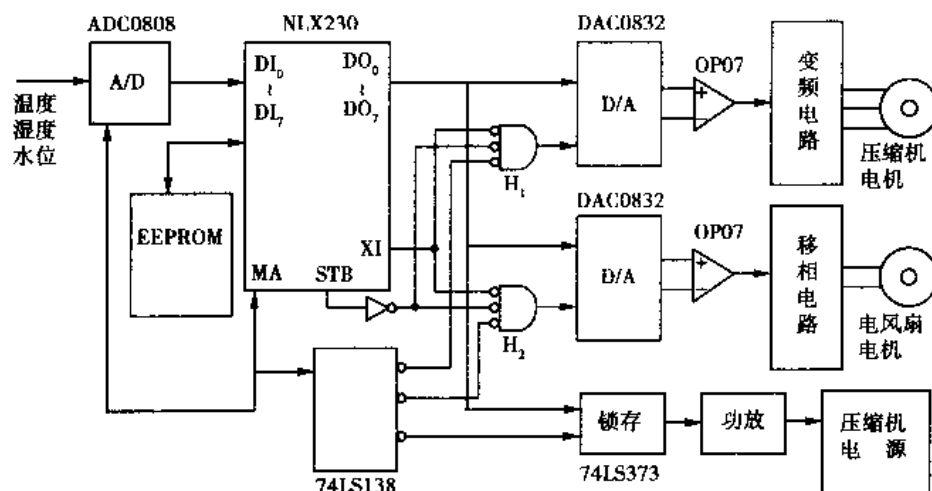 ADC0808
NLX230
DAC0832
A/D
DI₀
≀
DI₇
DO₀
≀
DO₇
D/A
OP07
变频电路
温度
湿度
水位
H₁
压缩机
电机
EEPROM
DAC0832
OP07
XI
MA
STB
D/A
移相电路
H₂
电风扇
电机
锁存
功放
压缩机
电 源
74LS138
74LS373